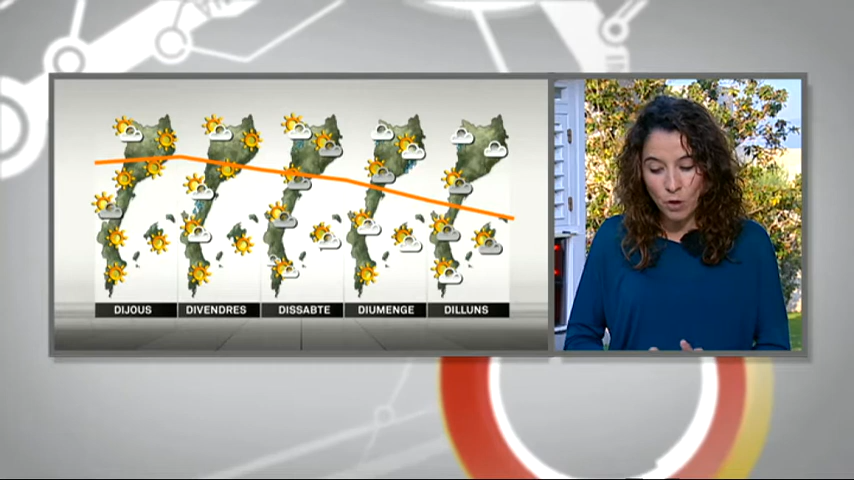 DIJOUS
DIVENDRES
DISSABTE
DIUMENGE
DILLUNS